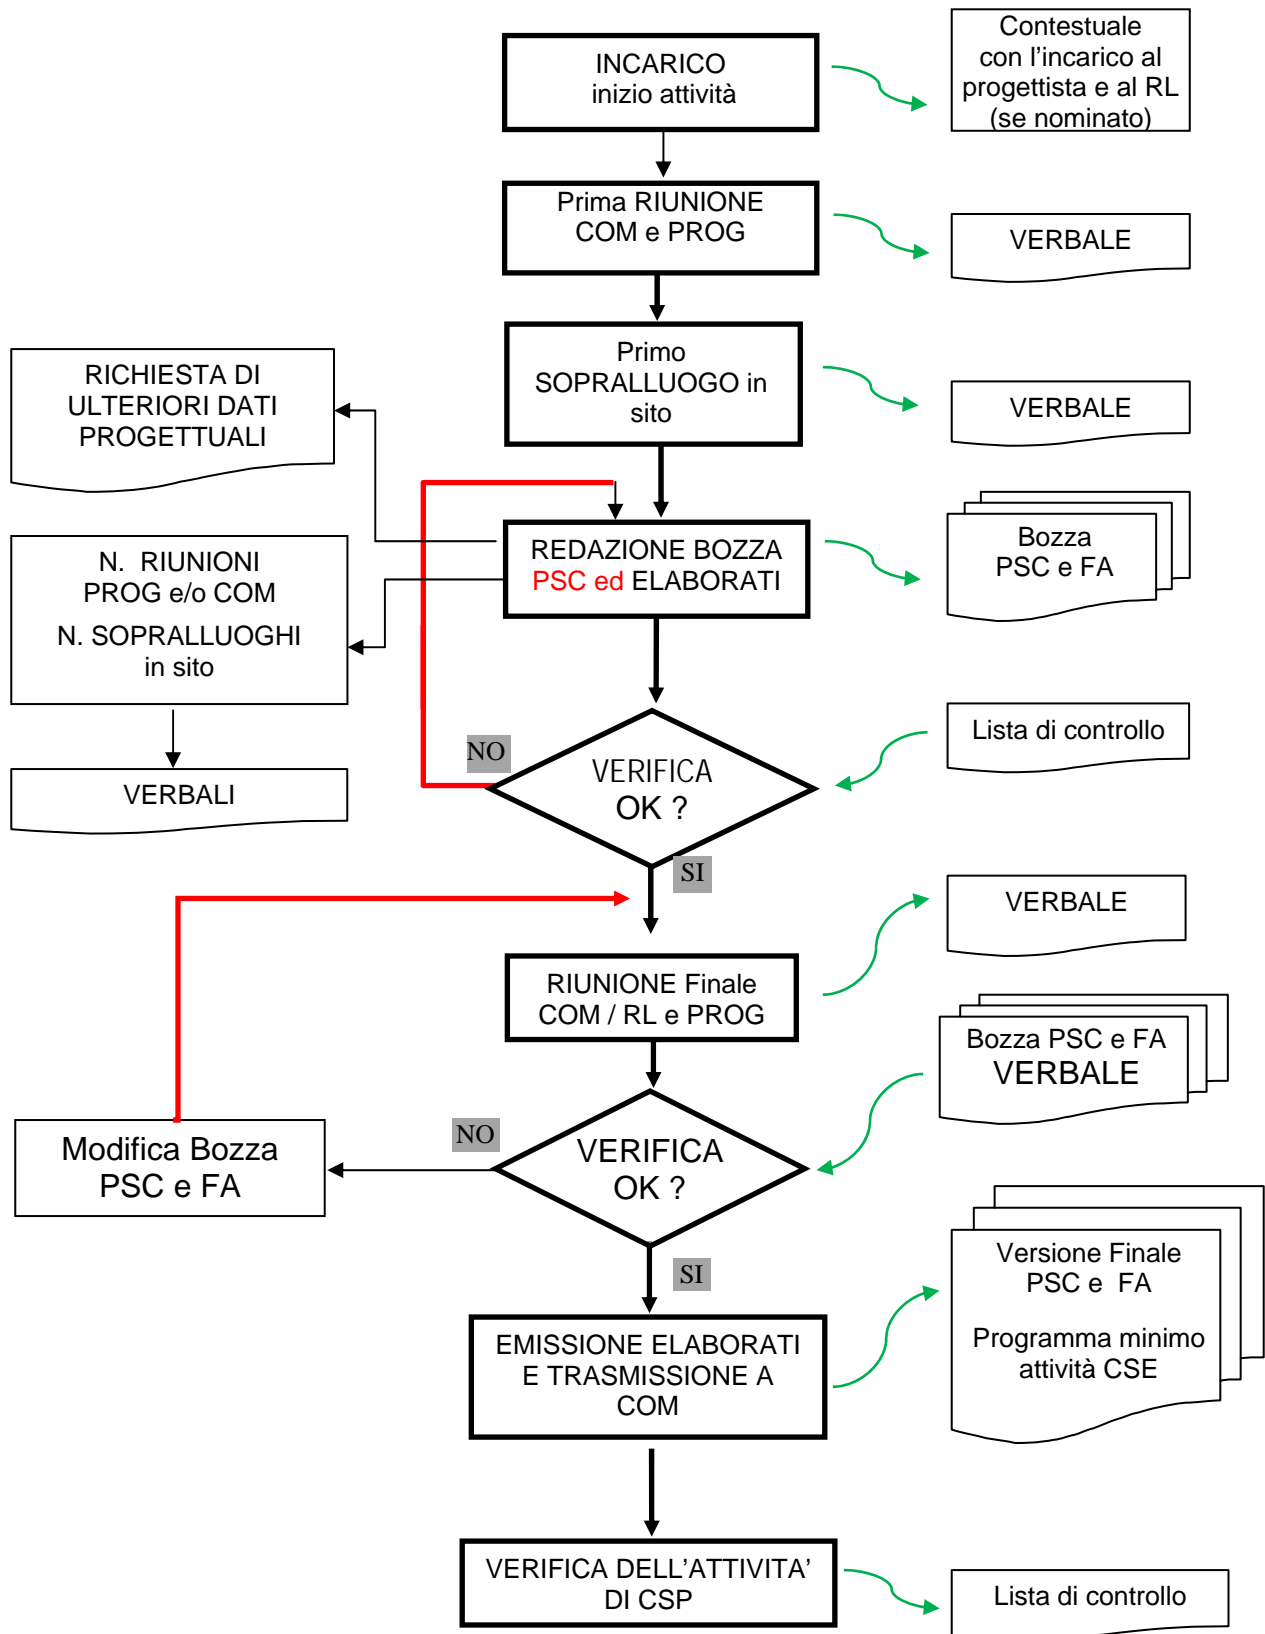 INCARICO
inizio attività
Contestuale
con l'incarico al
progettista e al RL
(se nominato)
Prima RIUNIONE
COM e PROG
VERBALE
Primo
SOPRALLUOGO in
sito
VERBALE
RICHIESTA DI
ULTERIORI DATI
PROGETTUALI
REDAZIONE BOZZA
PSC ed ELABORATI
Bozza
PSC e FA
N. RIUNIONI
PROG e/o COM
N. SOPRALLUOGHI
in sito
VERBALI
NO
VERIFICA
OK ?
Lista di controllo
SI
VERBALE
RIUNIONE Finale
COM / RL e PROG
Bozza PSC e FA
VERBALE
Modifica Bozza
PSC e FA
NO
VERIFICA
OK ?
SI
Versione Finale
PSC e FA
Programma minimo
attività CSE
EMISSIONE ELABORATI
E TRASMISSIONE A
COM
VERIFICA DELL'ATTIVITA'
DI CSP
Lista di controllo